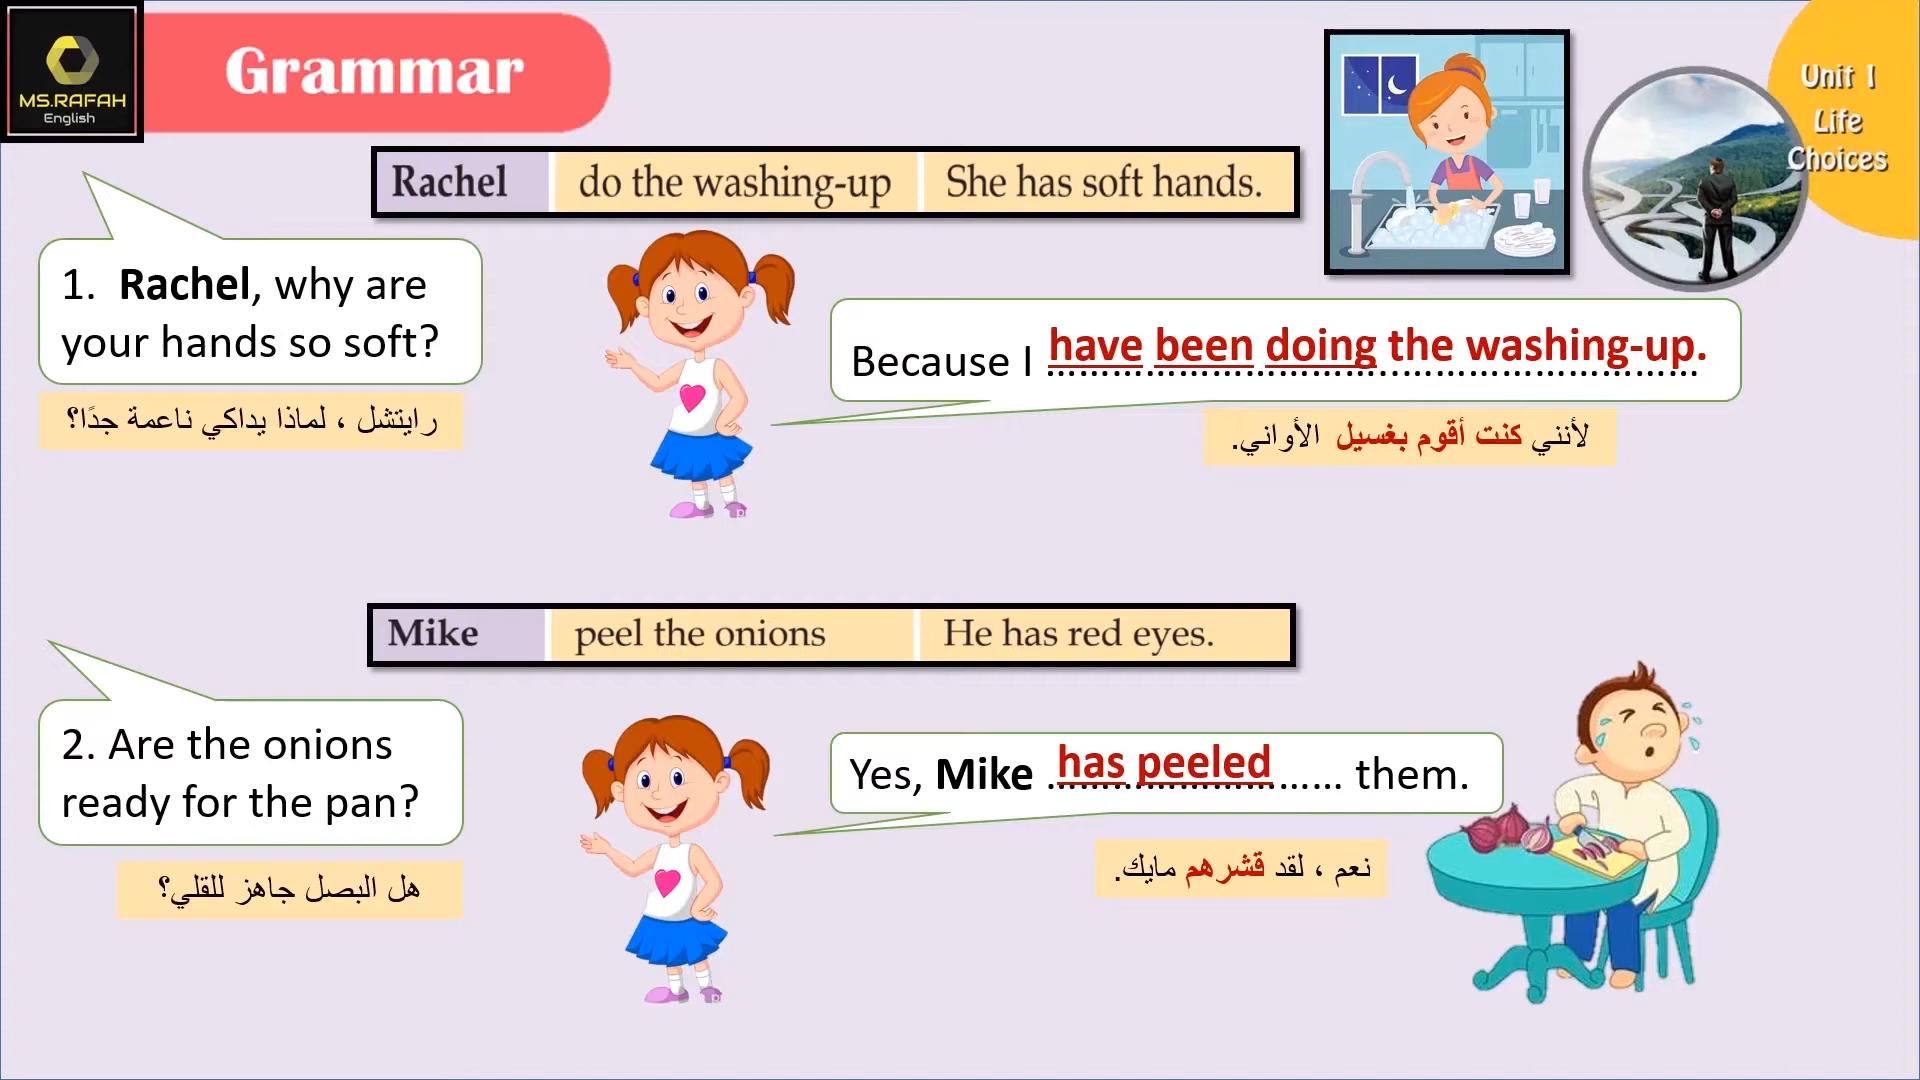 MS.RAFAH
English
Grammar
Unit 1
Life
Choices
Rachel do the washing-up She has soft hands.
1. Rachel, why are
your hands so soft?
رايتشل ، لماذا يداكي ناعمة جدًا؟
Because I have been doing the washing-up.
لأنني كنت أقوم بغسيل الأواني.
Mike peel the onions He has red eyes.
2. Are the onions
ready for the pan?
هل البصل جاهز للقلي؟
Yes, Mike has peeled them.
نعم ، لقد قشرهم مايك.